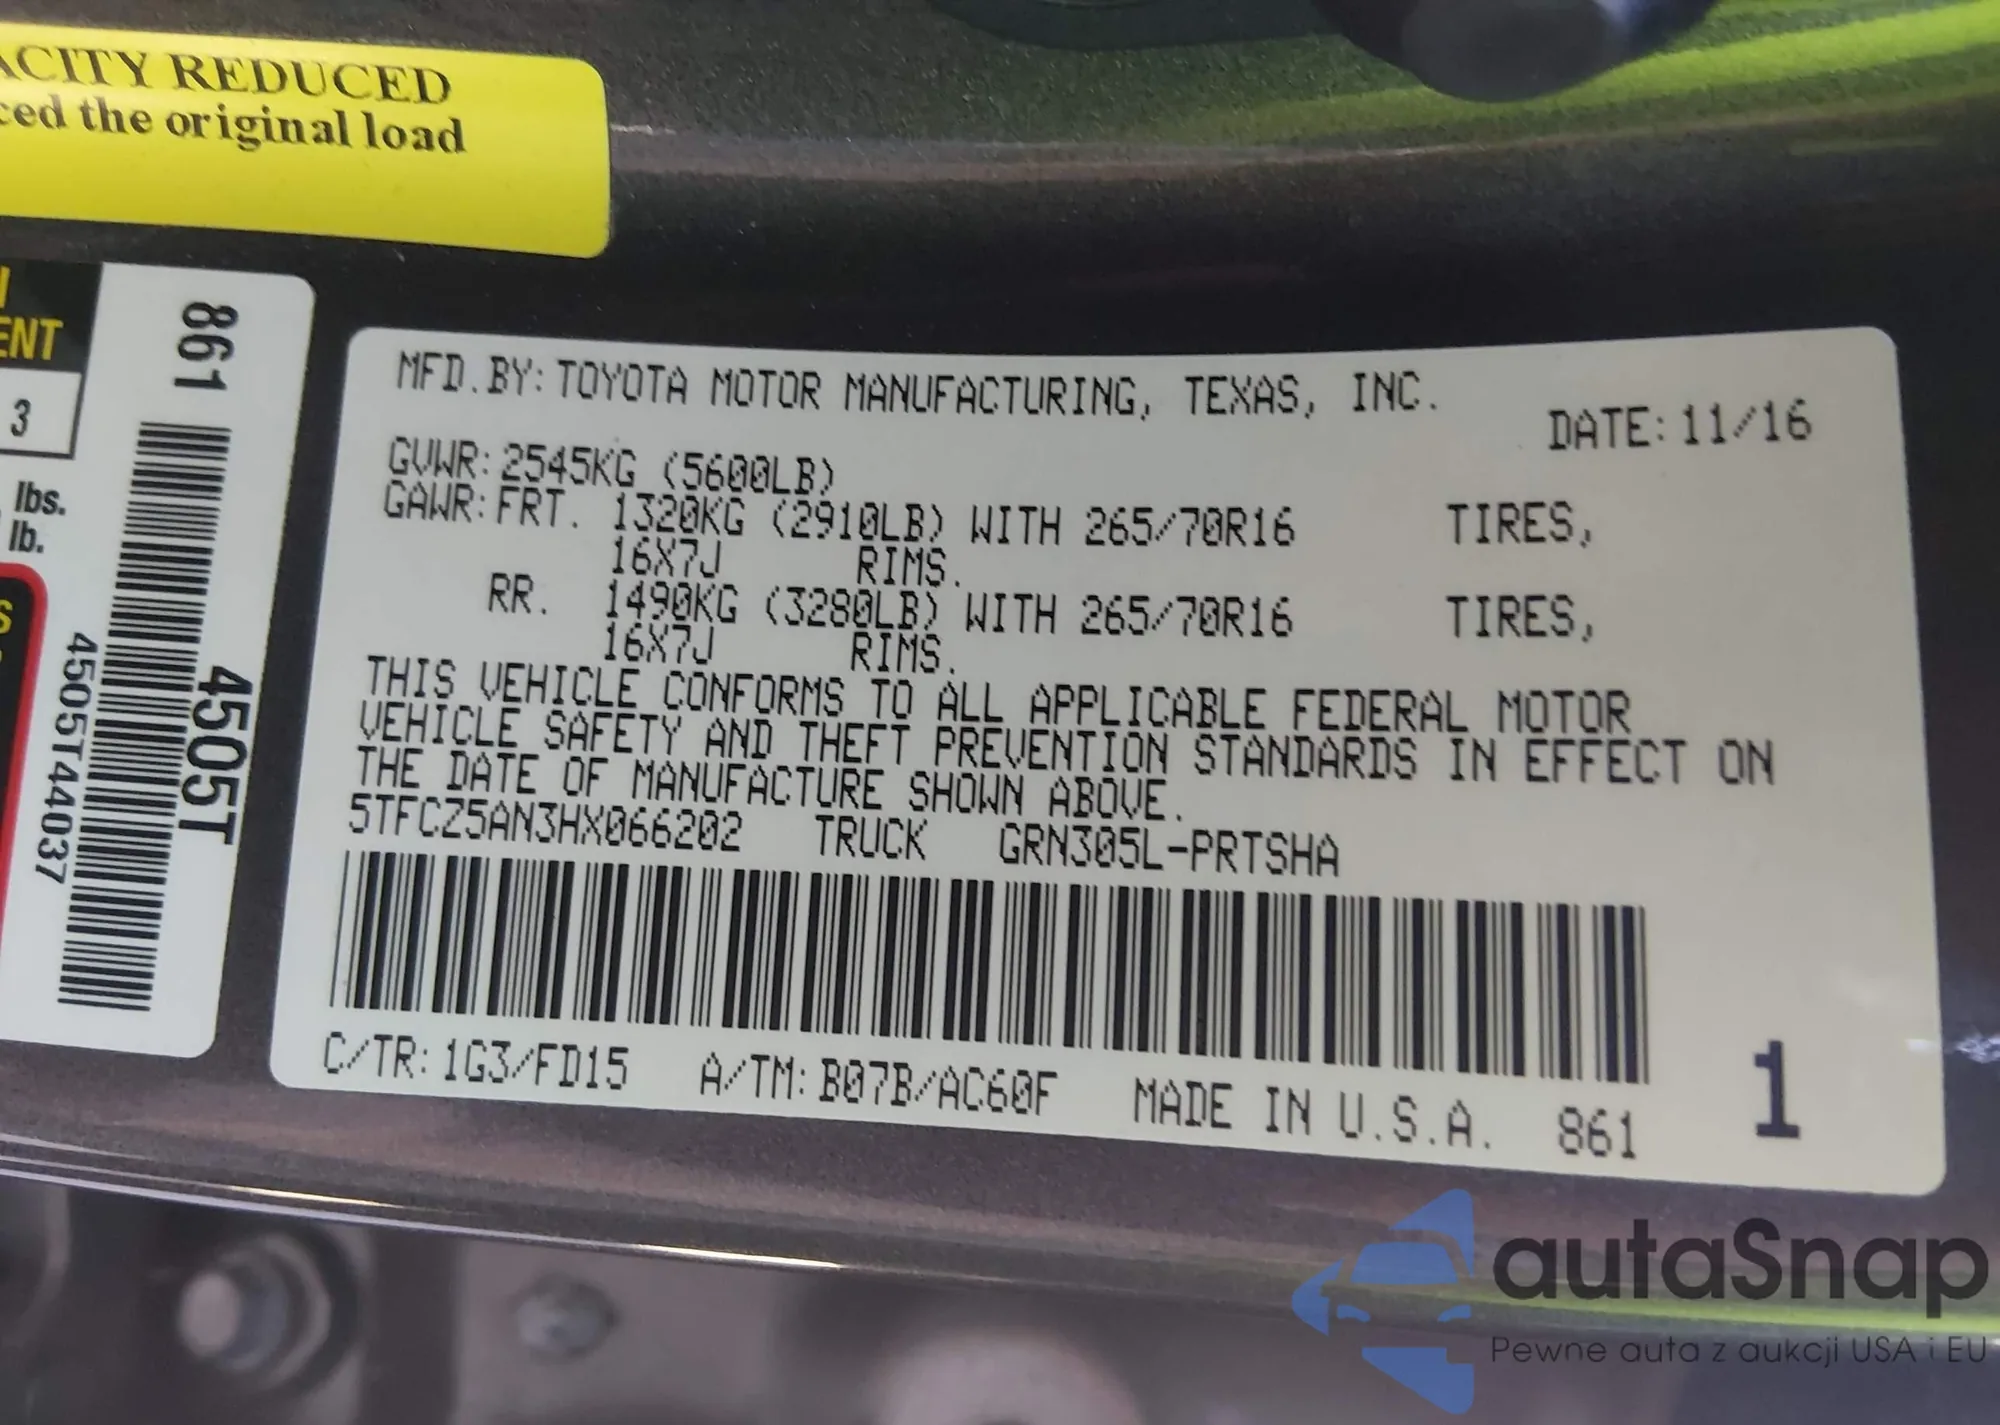 ACITY REDUCED
ced the original load
ENT
3
lbs.
lb.
861
4505T
4505T44037
MFD.BY:TOYOTA MOTOR MANUFACTURING, TEXAS, INC.
DATE:11/16
GVWR:2545KG (5600LB)
GAWR:FRT. 1320KG (2910LB) WITH 265/70R16 TIRES,
16X7J RIMS.
RR. 1490KG (3280LB) WITH 265/70R16 TIRES,
16X7J RIMS.
THIS VEHICLE CONFORMS TO ALL APPLICABLE FEDERAL MOTOR
VEHICLE SAFETY AND THEFT PREVENTION STANDARDS IN EFFECT ON
THE DATE OF MANUFACTURE SHOWN ABOVE.
5TFCZ5AN3HX066202 TRUCK GRN305L-PRTSHA
C/TR:1G3/FD15 A/TM:B07B/AC60F MADE IN U.S.A. 861 1
autaSnap
Pewne auta z aukcji USA i EU